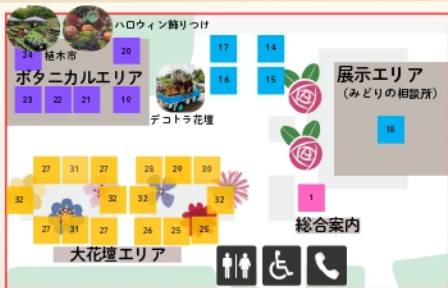 ハロウィン飾りつけ
24 植木市 20
ボタニカルエリア
23 22 21 19
デコトラ花壇
17 14
16 15
展示エリア
(みどりの相談所)
18
27 31 27 28 29 30
32 32 32 32
27 31 27 26 25 25
大花壇エリア
1
総合案内